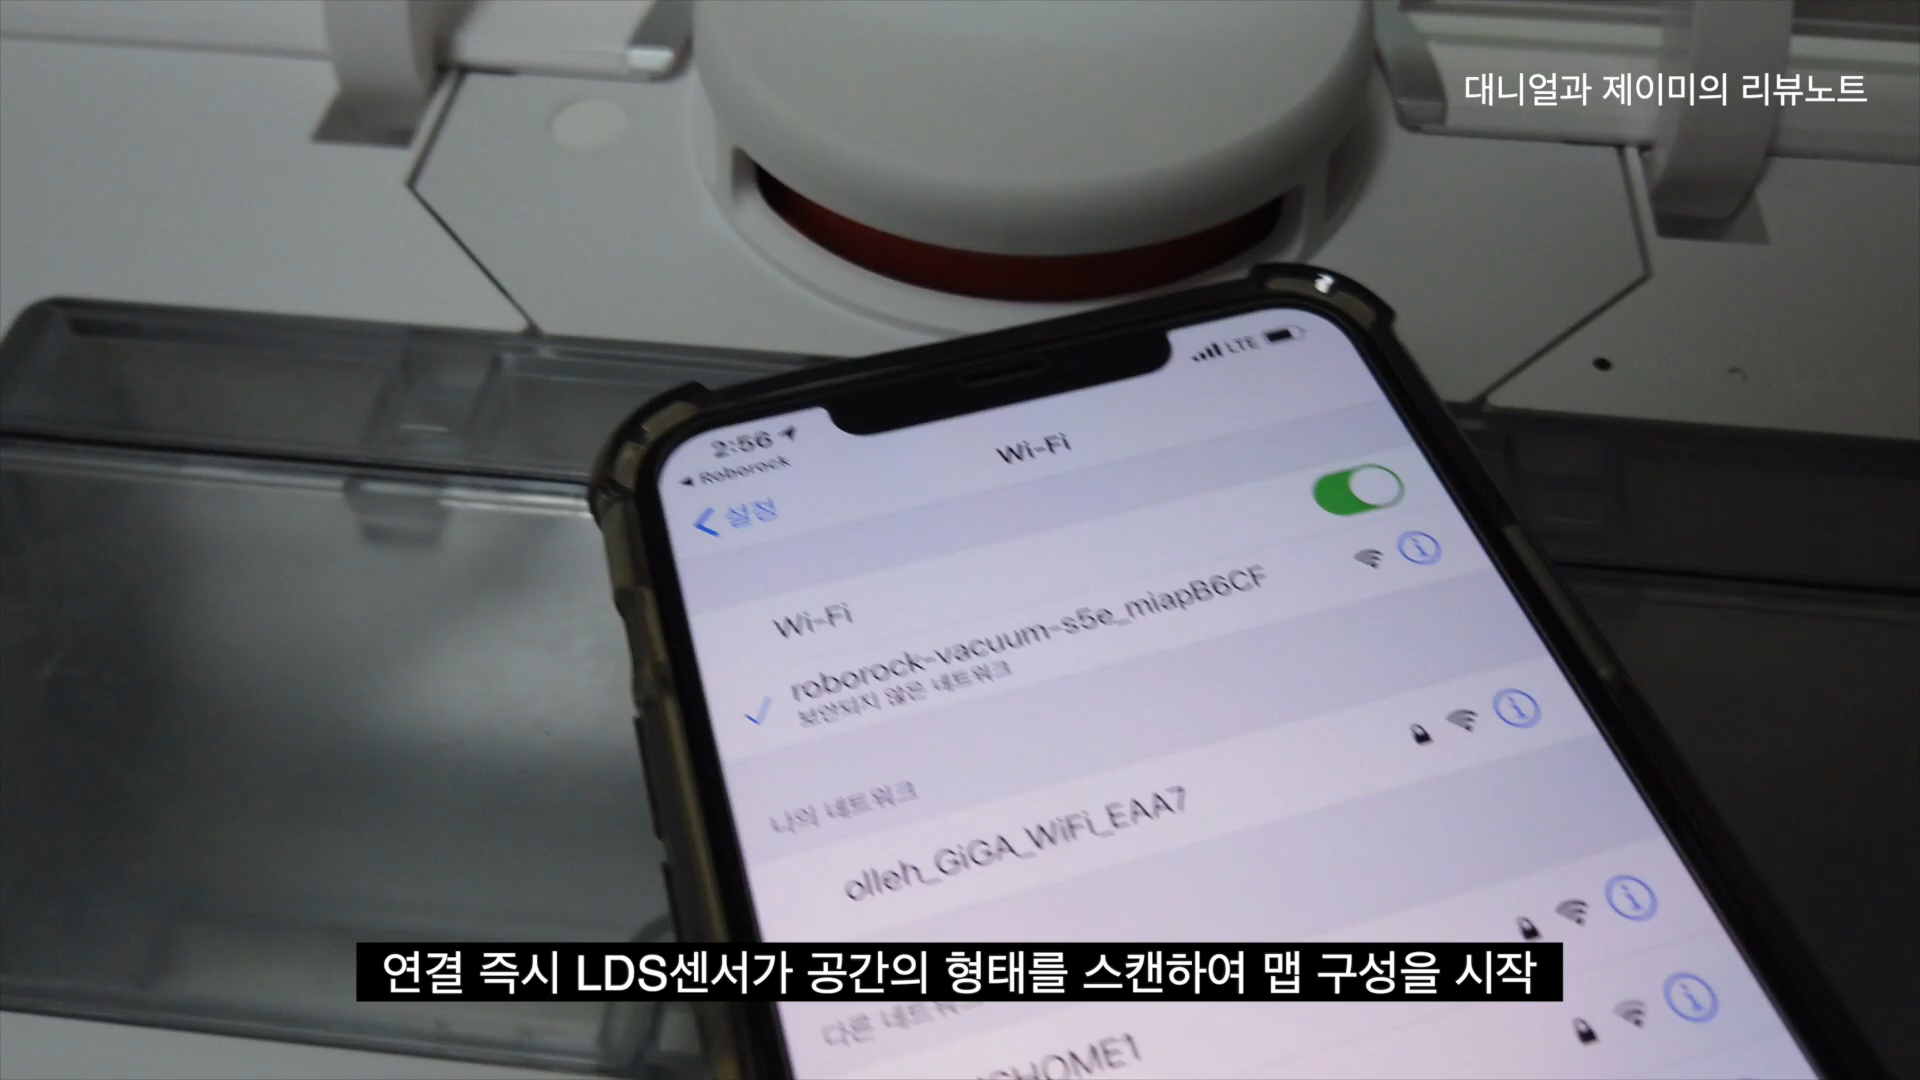 대니얼과 제이미의 리뷰노트
LTE
2:56
Roborock
Wi-Fi
설정
Wi-Fi
roborock-vacuum-s5e_miapB6CF
보안되지 않은 네트워크
나의 네트워크
olleh_GiGA_WiFi_EAA7
연결 즉시 LDS센서가 공간의 형태를 스캔하여 맵 구성을 시작
다른